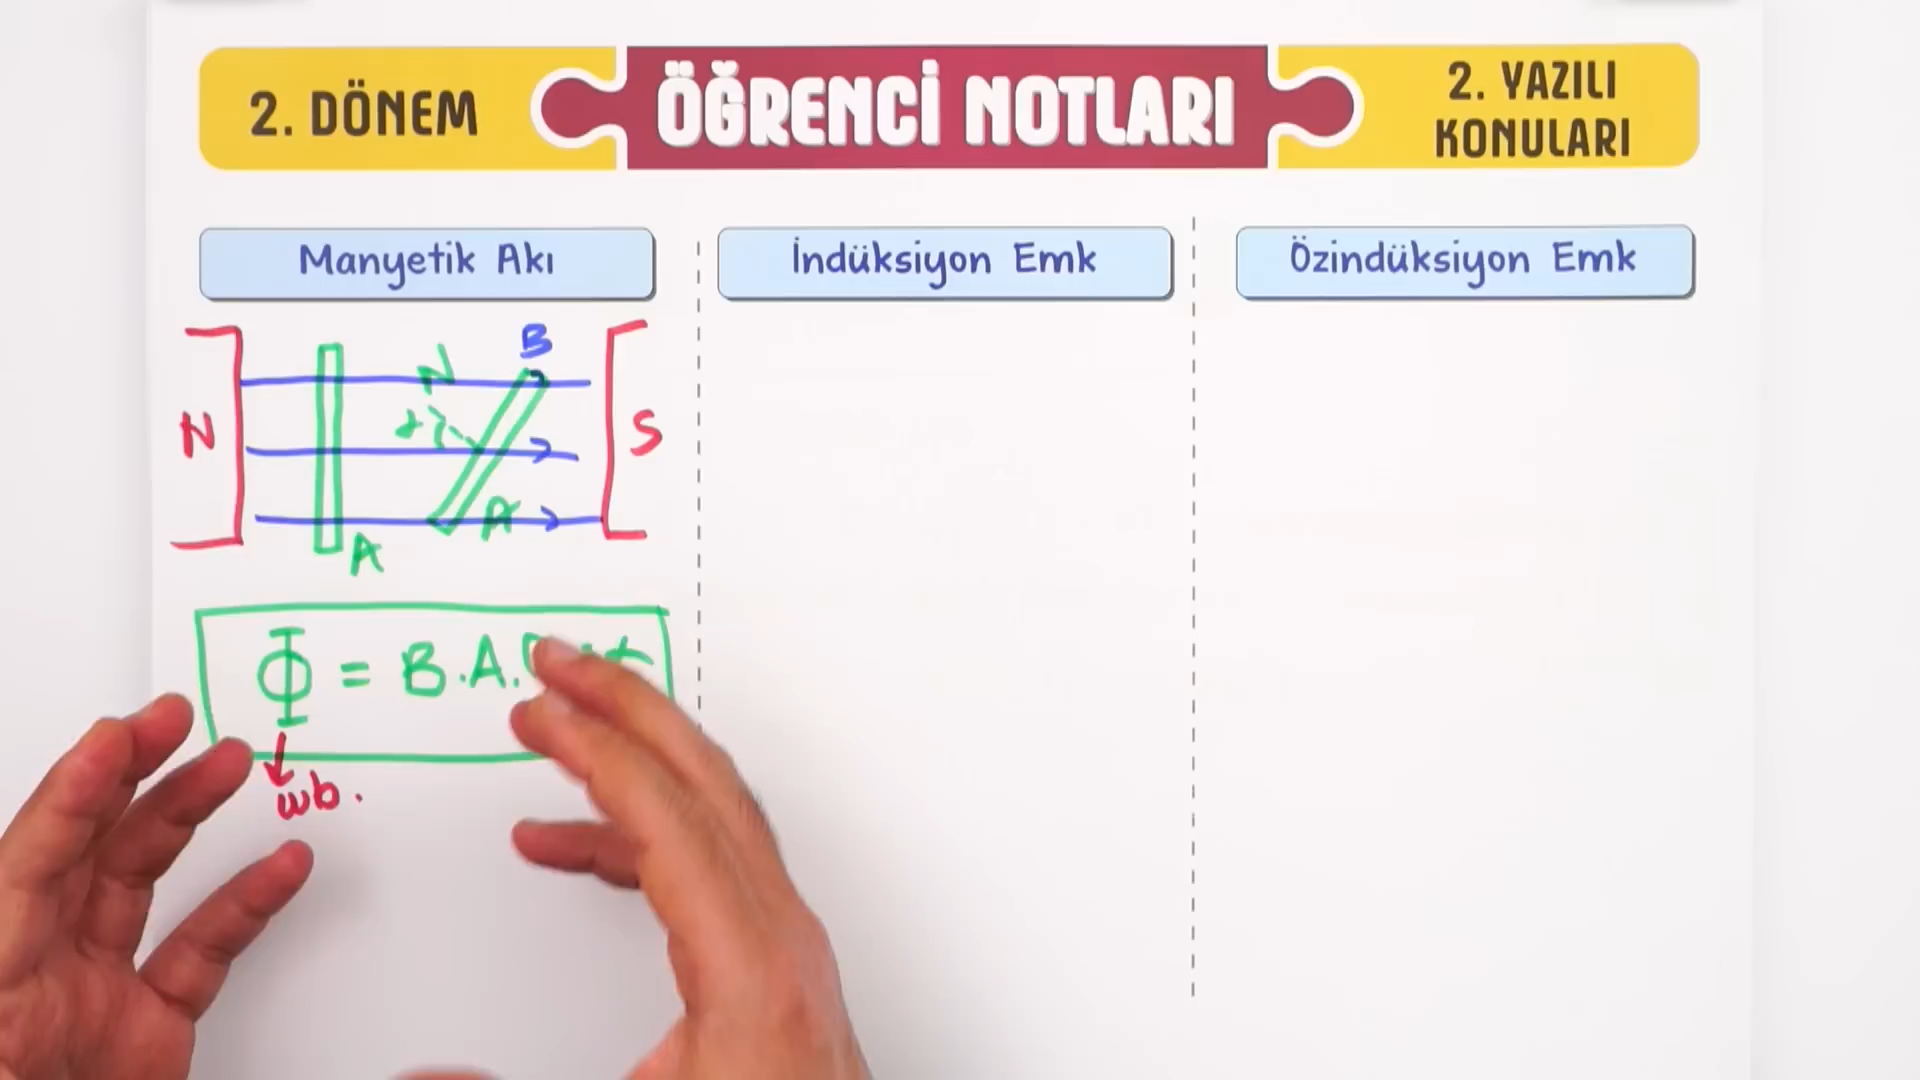 2. DÖNEM
ÖĞRENCİ NOTLARI
2. YAZILI
KONULARI
Manyetik Akı
İndüksiyon Emk
Özindüksiyon Emk
B
N
N
S
A
A
Φ = B.A.
wb.